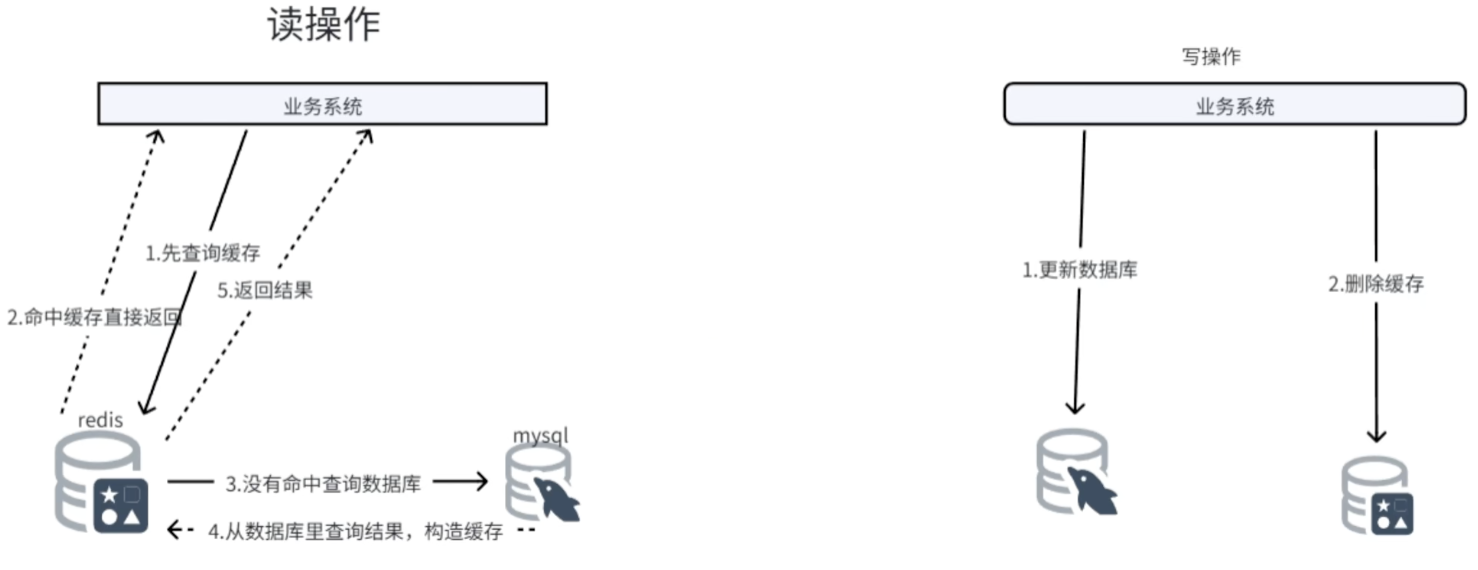 读操作
业务系统
1.先查询缓存
2.命中缓存直接返回
5.返回结果
redis
mysql
3.没有命中查询数据库
4.从数据库里查询结果，构造缓存
写操作
业务系统
1.更新数据库
2.删除缓存